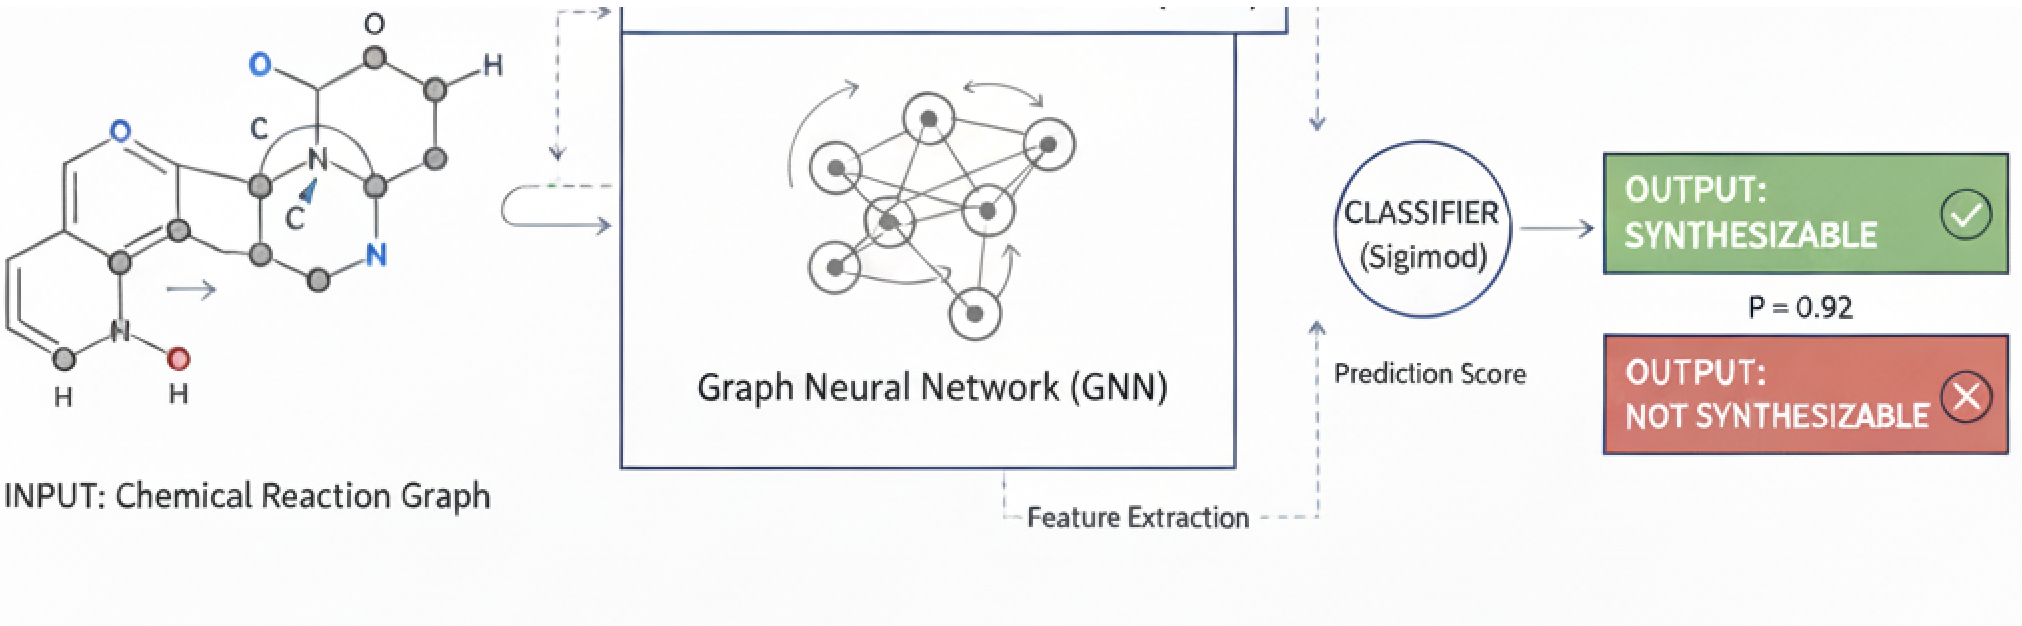 O
O
H
O
C
N
C
N
N
H
H
H
INPUT: Chemical Reaction Graph
Graph Neural Network (GNN)
Feature Extraction
CLASSIFIER
(Sigimod)
Prediction Score
OUTPUT:
SYNTHESIZABLE
P = 0.92
OUTPUT:
NOT SYNTHESIZABLE